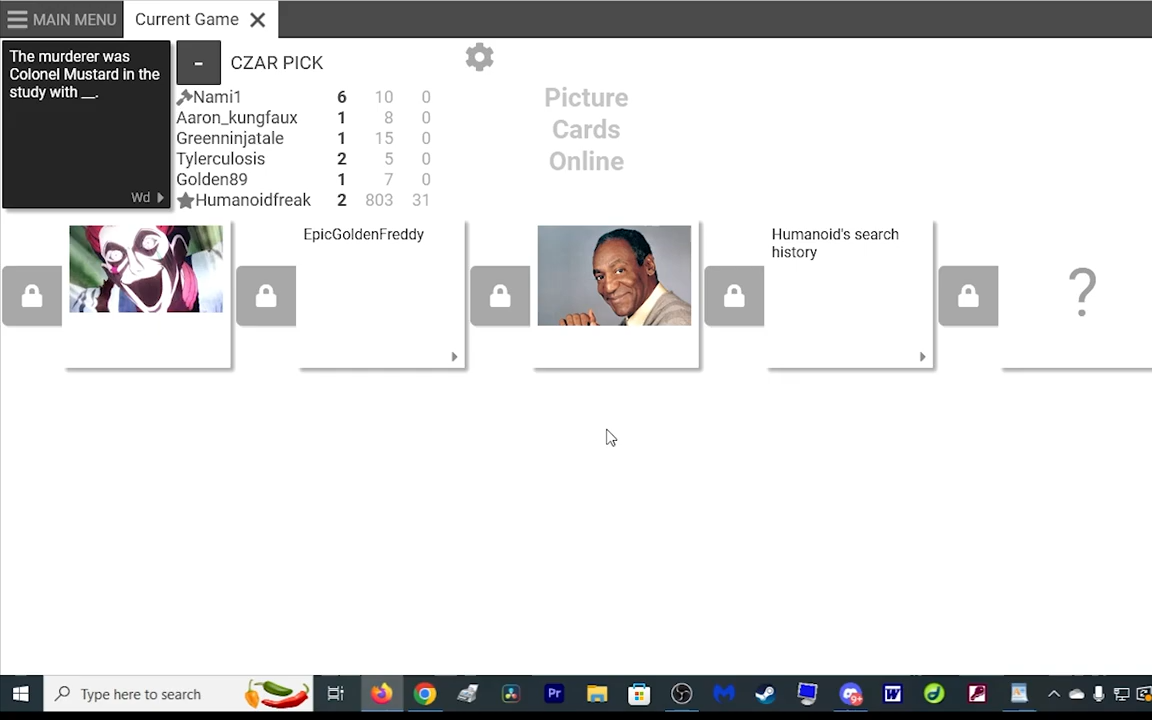 MAIN MENU
Current Game
The murderer was
Colonel Mustard in the
study with __.
Wd
-
CZAR PICK
Nami1 6 10 0
Aaron_kungfaux 1 8 0
Greenninjatale 1 15 0
Tylerculosis 2 5 0
Golden89 1 7 0
Humanoidfreak 2 803 31
Picture
Cards
Online
EpicGoldenFreddy
Humanoid's search
history
?
Type here to search
Pr
W